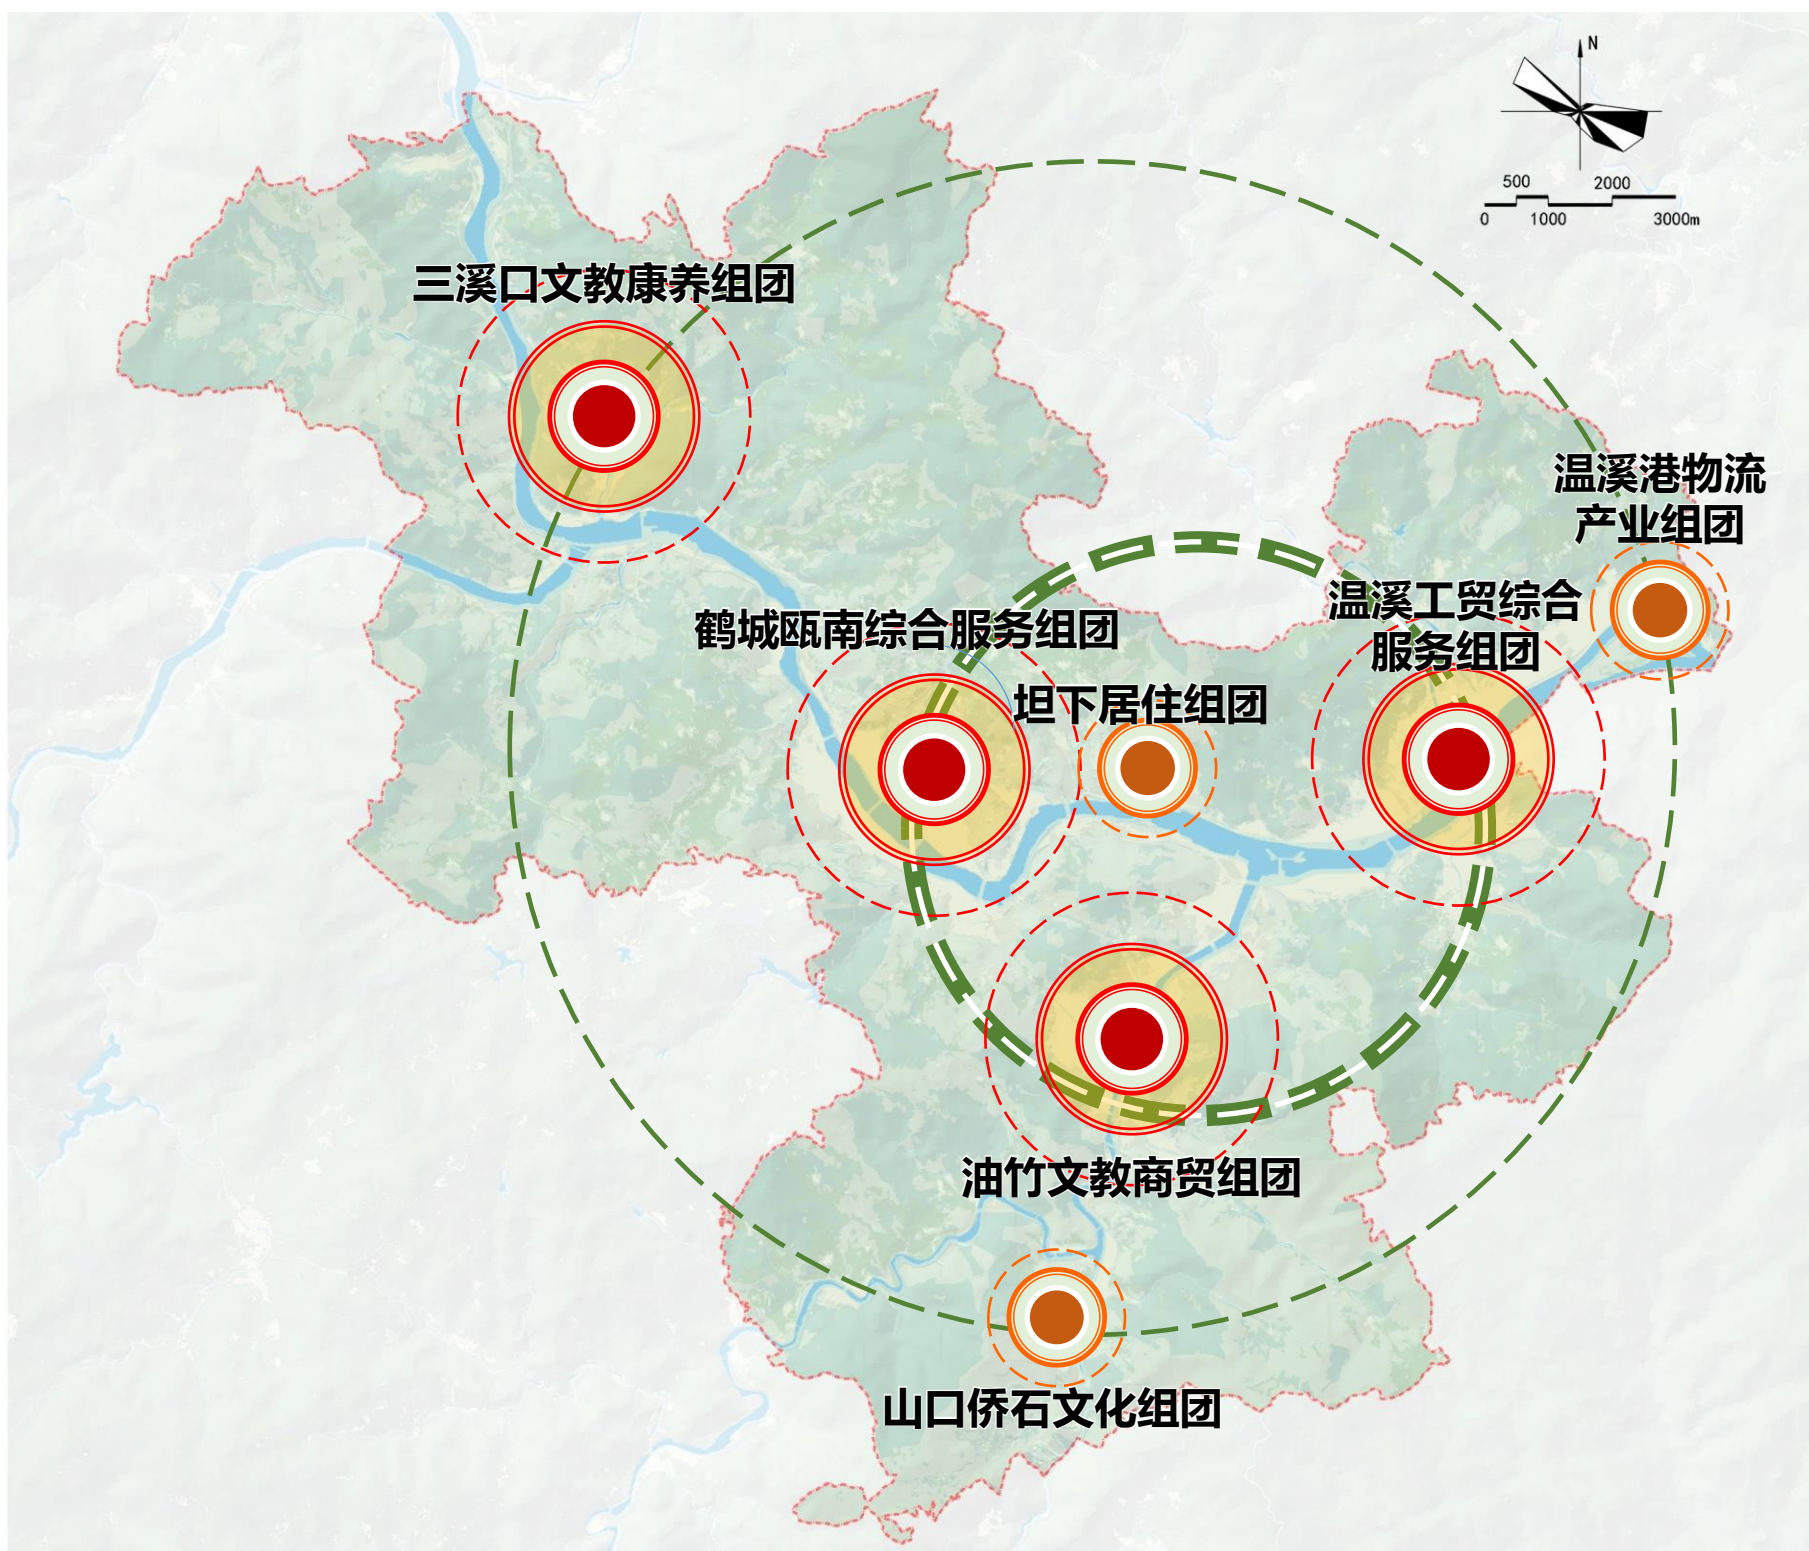 N
500
2000
0
1000
3000m
三溪口文教康养组团
温溪港物流
产业组团
温溪工贸综合
服务组团
鹤城瓯南综合服务组团
坦下居住组团
油竹文教商贸组团
山口侨石文化组团